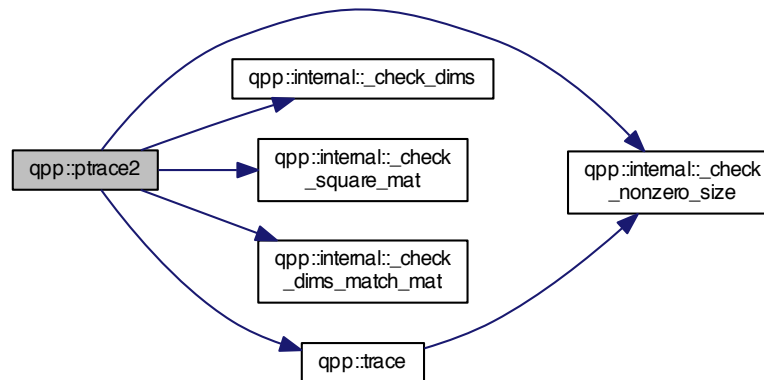 qpp::ptrace2
qpp::internal::_check_dims
qpp::internal::_check
_square_mat
qpp::internal::_check
_dims_match_mat
qpp::trace
qpp::internal::_check
_nonzero_size